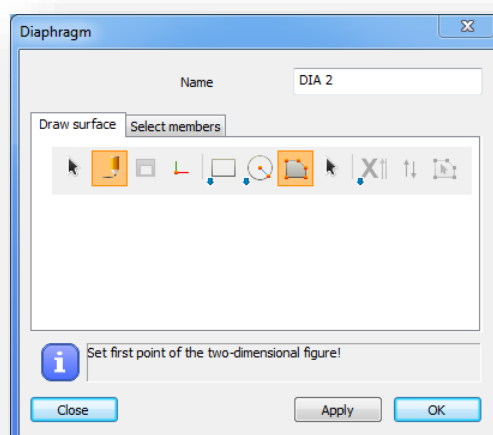 Diaphragm
Name DIA 2
Draw surface Select members
Set first point of the two-dimensional figure!
Close Apply OK